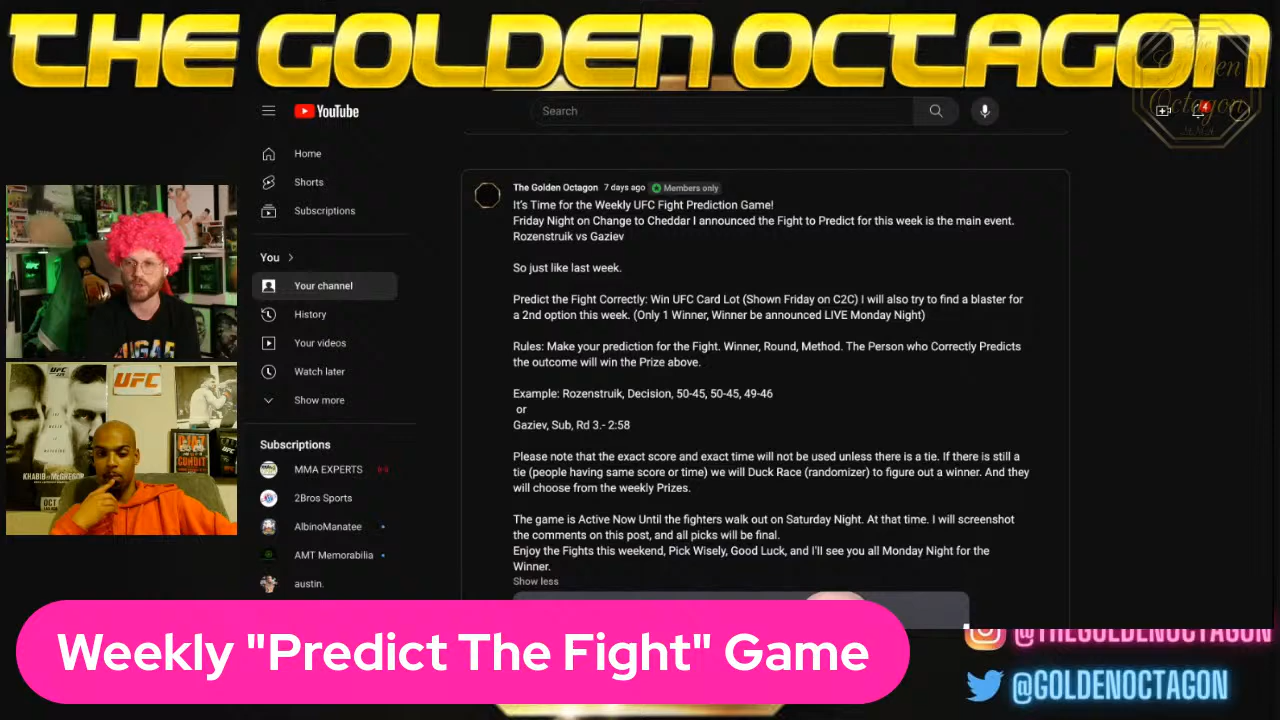 THE GOLDEN OCTAGON
The Golden Octagon M.M.A
YouTube
Search
4
Home
Shorts
Subscriptions
You
Your channel
History
Your videos
Watch later
Show more
Subscriptions
MMA EXPERTS
2Bros Sports
AlbinoManatee
AMT Memorabilia
austin.
The Golden Octagon 7 days ago Members only
It's Time for the Weekly UFC Fight Prediction Game!
Friday Night on Change to Cheddar I announced the Fight to Predict for this week is the main event.
Rozenstruik vs Gaziev
So just like last week.
Predict the Fight Correctly: Win UFC Card Lot (Shown Friday on C2C) I will also try to find a blaster for
a 2nd option this week. (Only 1 Winner, Winner be announced LIVE Monday Night)
Rules: Make your prediction for the Fight. Winner, Round, Method. The Person who Correctly Predicts
the outcome will win the Prize above.
Example: Rozenstruik, Decision, 50-45, 50-45, 49-46
or
Gaziev, Sub, Rd 3.- 2:58
Please note that the exact score and exact time will not be used unless there is a tie. If there is still a
tie (people having same score or time) we will Duck Race (randomizer) to figure out a winner. And they
will choose from the weekly Prizes.
The game is Active Now Until the fighters walk out on Saturday Night. At that time. I will screenshot
the comments on this post, and all picks will be final.
Enjoy the Fights this weekend, Pick Wisely, Good Luck, and I'll see you all Monday Night for the
Winner.
Show less
UFC
UFC
UFC
KHABIB MCGREGOR
OCT
DIAZ
Weekly "Predict The Fight" Game
@THEGOLDENOCTAGON
@GOLDENOCTAGON